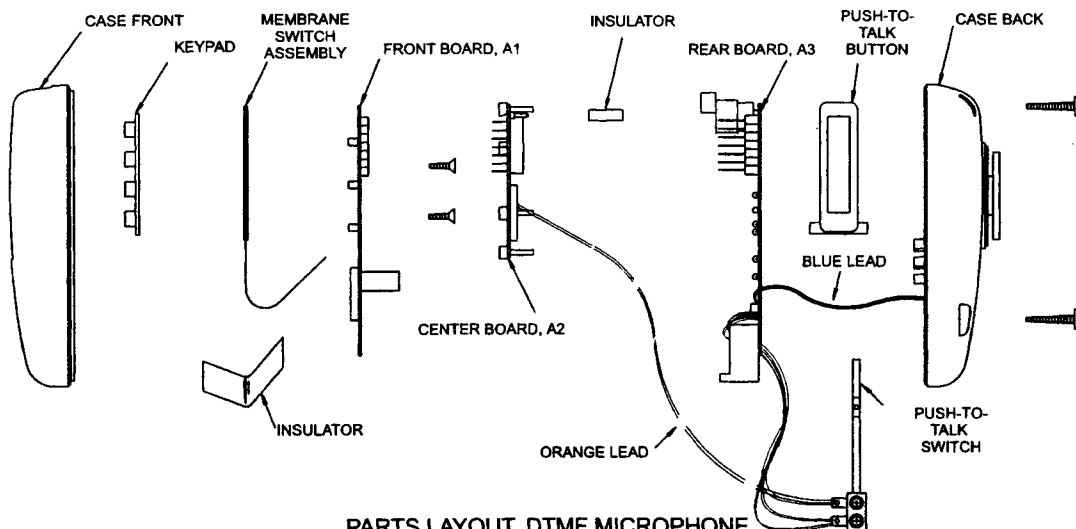 CASE FRONT
KEYPAD
MEMBRANE
SWITCH
ASSEMBLY
FRONT BOARD, A1
INSULATOR
REAR BOARD, A3
PUSH-TO-
TALK
BUTTON
CASE BACK
BLUE LEAD
CENTER BOARD, A2
INSULATOR
ORANGE LEAD
PUSH-TO-
TALK
SWITCH
PARTS LAYOUT, DTMF MICROPHONE